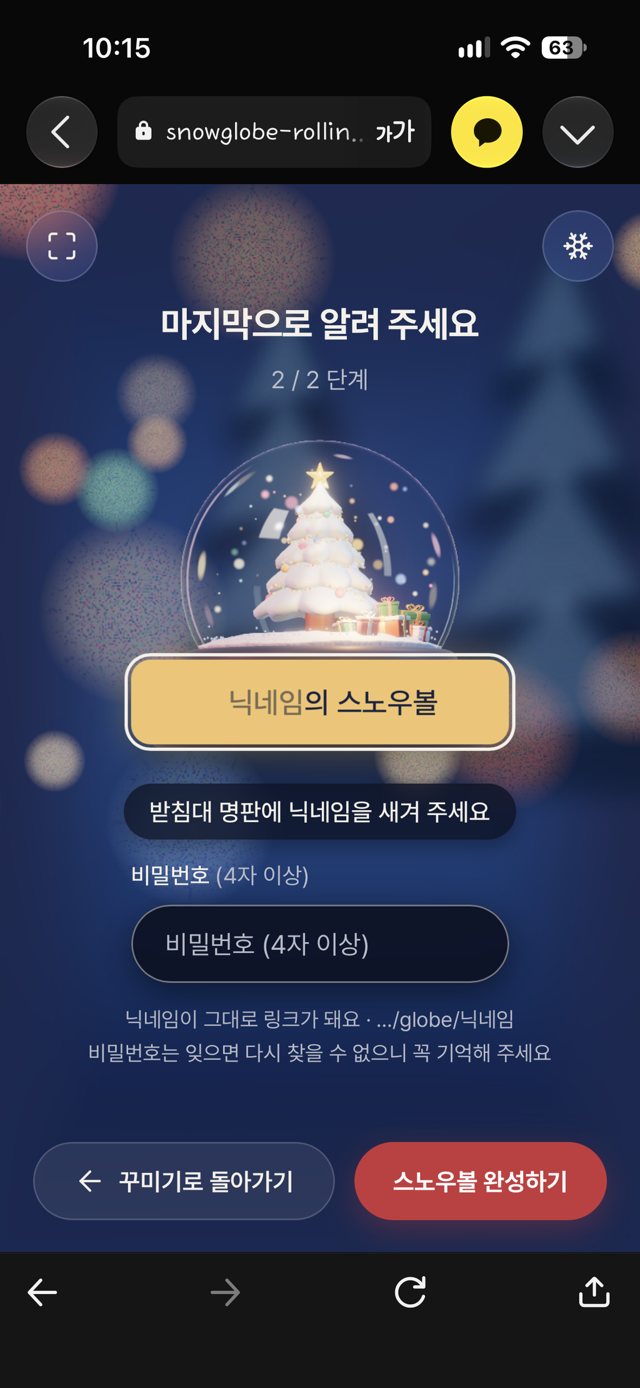 10:15
63
snowglobe-rollin.. 가가
마지막으로 알려 주세요
2 / 2 단계
닉네임의 스노우볼
받침대 명판에 닉네임을 새겨 주세요
비밀번호 (4자 이상)
비밀번호 (4자 이상)
닉네임이 그대로 링크가 돼요 · .../globe/닉네임
비밀번호는 잊으면 다시 찾을 수 없으니 꼭 기억해 주세요
← 꾸미기로 돌아가기
스노우볼 완성하기